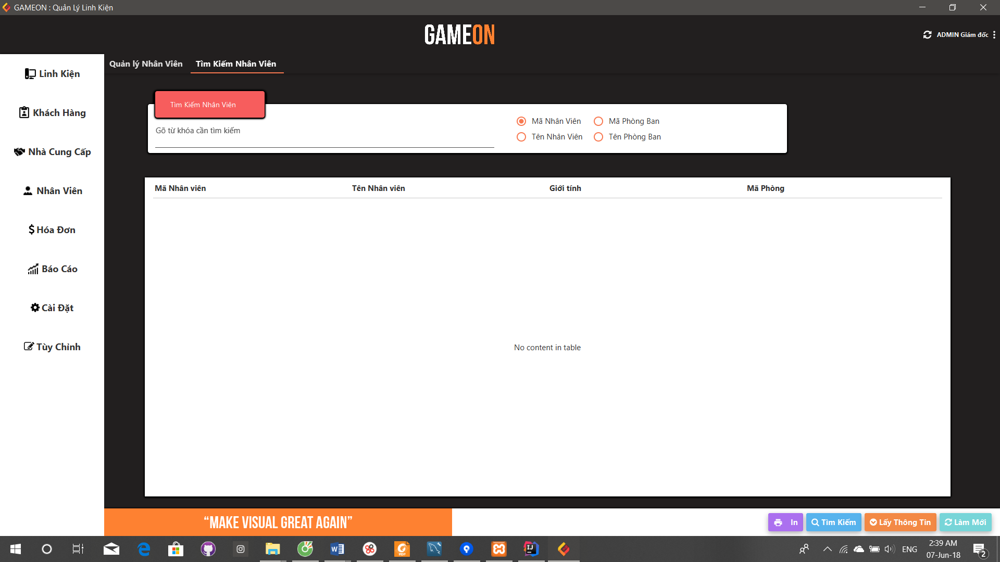 GAMEON : Quản Lý Linh Kiện
GAMEON
ADMIN Giám đốc
Linh Kiện
Khách Hàng
Nhà Cung Cấp
Nhân Viên
Hóa Đơn
Báo Cáo
Cài Đặt
Tùy Chỉnh
Quản lý Nhân Viên Tìm Kiếm Nhân Viên
Tìm Kiếm Nhân Viên
Gõ từ khóa cần tìm kiếm
Mã Nhân Viên Mã Phòng Ban
Tên Nhân Viên Tên Phòng Ban
Mã Nhân viên Tên Nhân viên Giới tính Mã Phòng
No content in table
“MAKE VISUAL GREAT AGAIN”
In Tìm Kiếm Lấy Thông Tin Làm Mới
ENG
2:39 AM
07-Jun-18
2